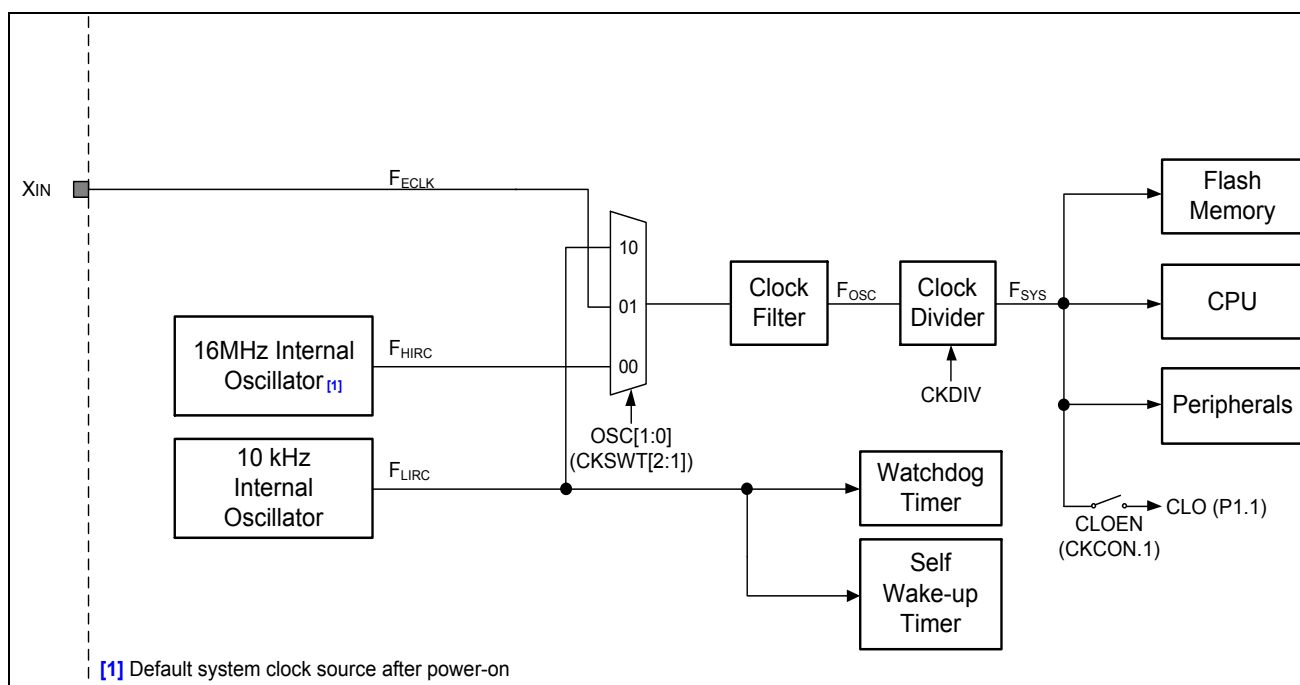 XIN
FECLK
10
01
00
16MHz Internal
Oscillator [1]
FHIRC
OSC[1:0]
(CKSWT[2:1])
10 kHz
Internal
Oscillator
FLIRC
Clock
Filter
FOSC
Clock
Divider
FSYS
CKDIV
Flash
Memory
CPU
Peripherals
CLO (P1.1)
CLOEN
(CKCON.1)
Watchdog
Timer
Self
Wake-up
Timer
[1] Default system clock source after power-on